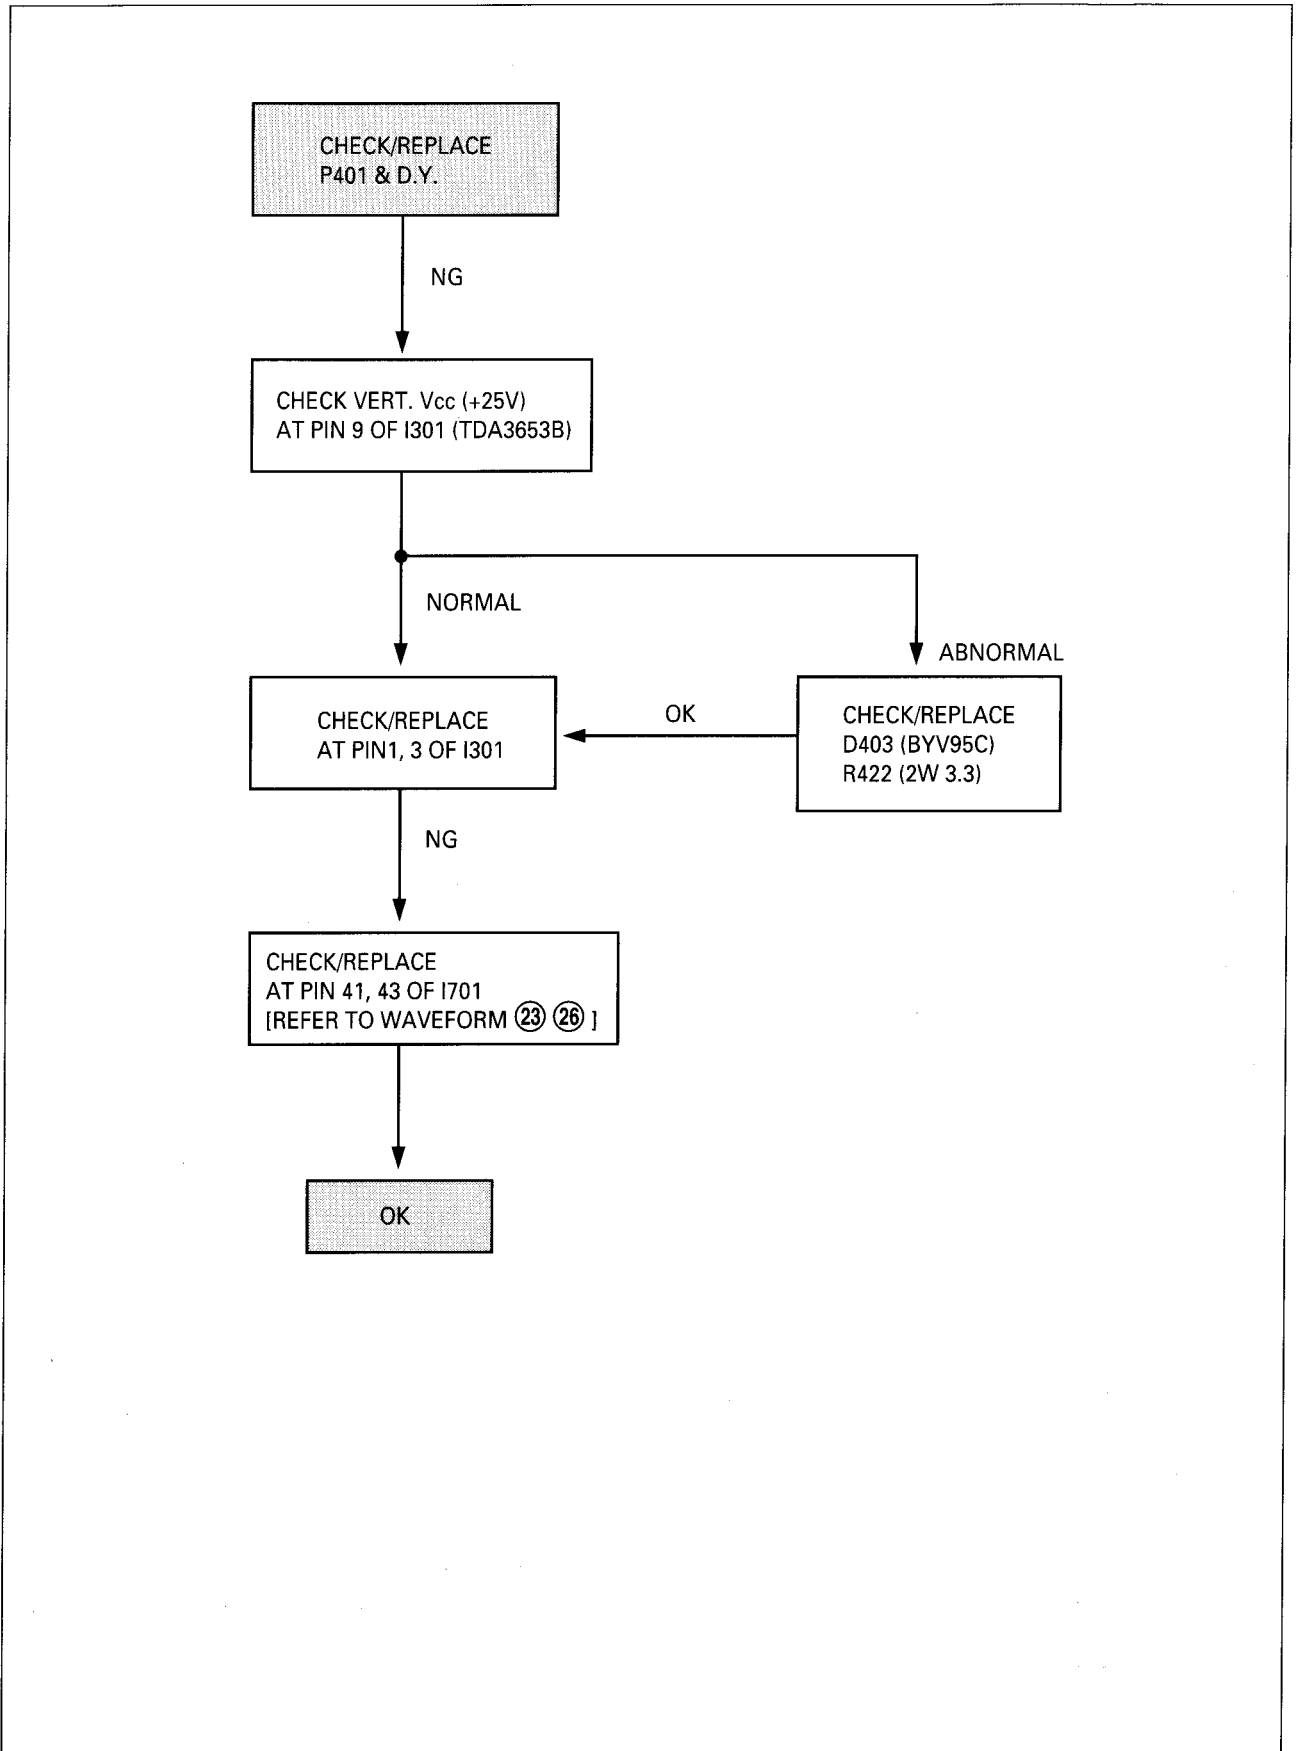 CHECK/REPLACE
P401 & D.Y.
NG
CHECK VERT. Vcc (+25V)
AT PIN 9 OF I301 (TDA3653B)
NORMAL
ABNORMAL
CHECK/REPLACE
AT PIN1, 3 OF I301
OK
CHECK/REPLACE
D403 (BYV95C)
R422 (2W 3.3)
NG
CHECK/REPLACE
AT PIN 41, 43 OF I701
[REFER TO WAVEFORM ㉓ ㉖ ]
OK